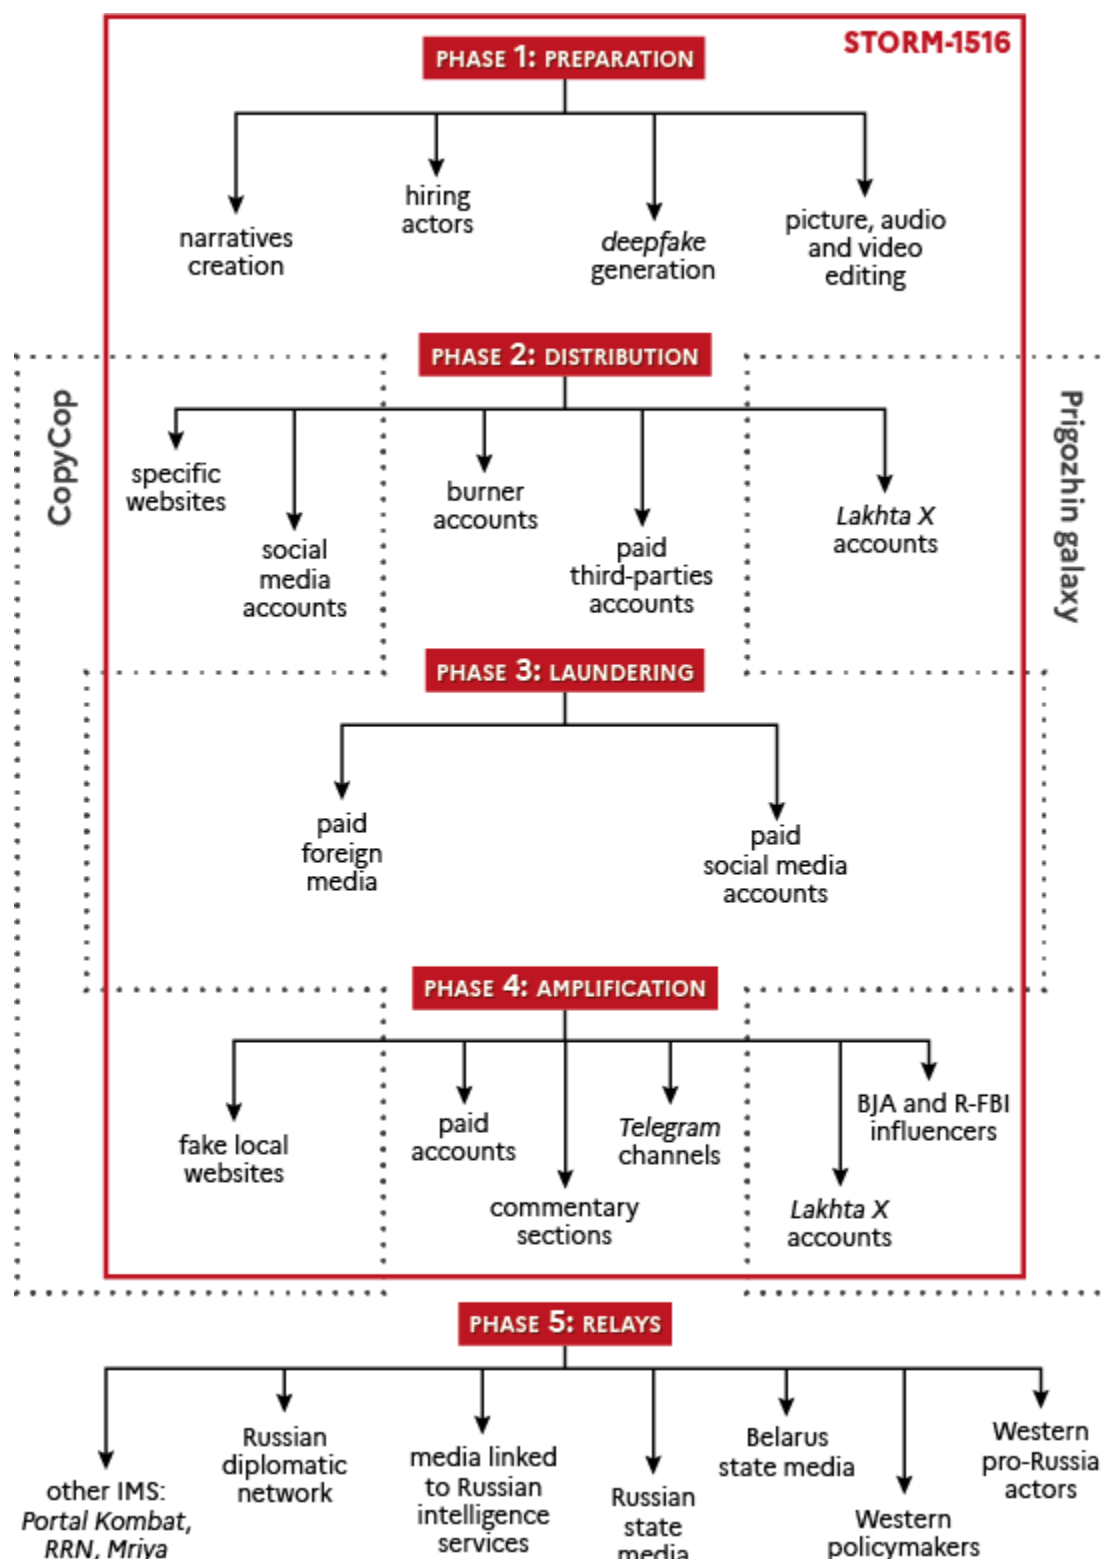 STORM-1516
PHASE 1: PREPARATION
narratives
creation
hiring
actors
deepfake
generation
picture, audio
and video
editing
PHASE 2: DISTRIBUTION
CopyCop
Prigozhin galaxy
specific
websites
social
media
accounts
burner
accounts
paid
third-parties
accounts
Lakhta X
accounts
PHASE 3: LAUNDERING
paid
foreign
media
paid
social media
accounts
PHASE 4: AMPLIFICATION
fake local
websites
paid
accounts
commentary
sections
Telegram
channels
Lakhta X
accounts
BJA and R-FBI
influencers
PHASE 5: RELAYS
other IMS:
Portal Kombat,
RRN, Mriya
Russian
diplomatic
network
media linked
to Russian
intelligence
services
Russian
state
media
Belarus
state media
Western
policymakers
Western
pro-Russia
actors